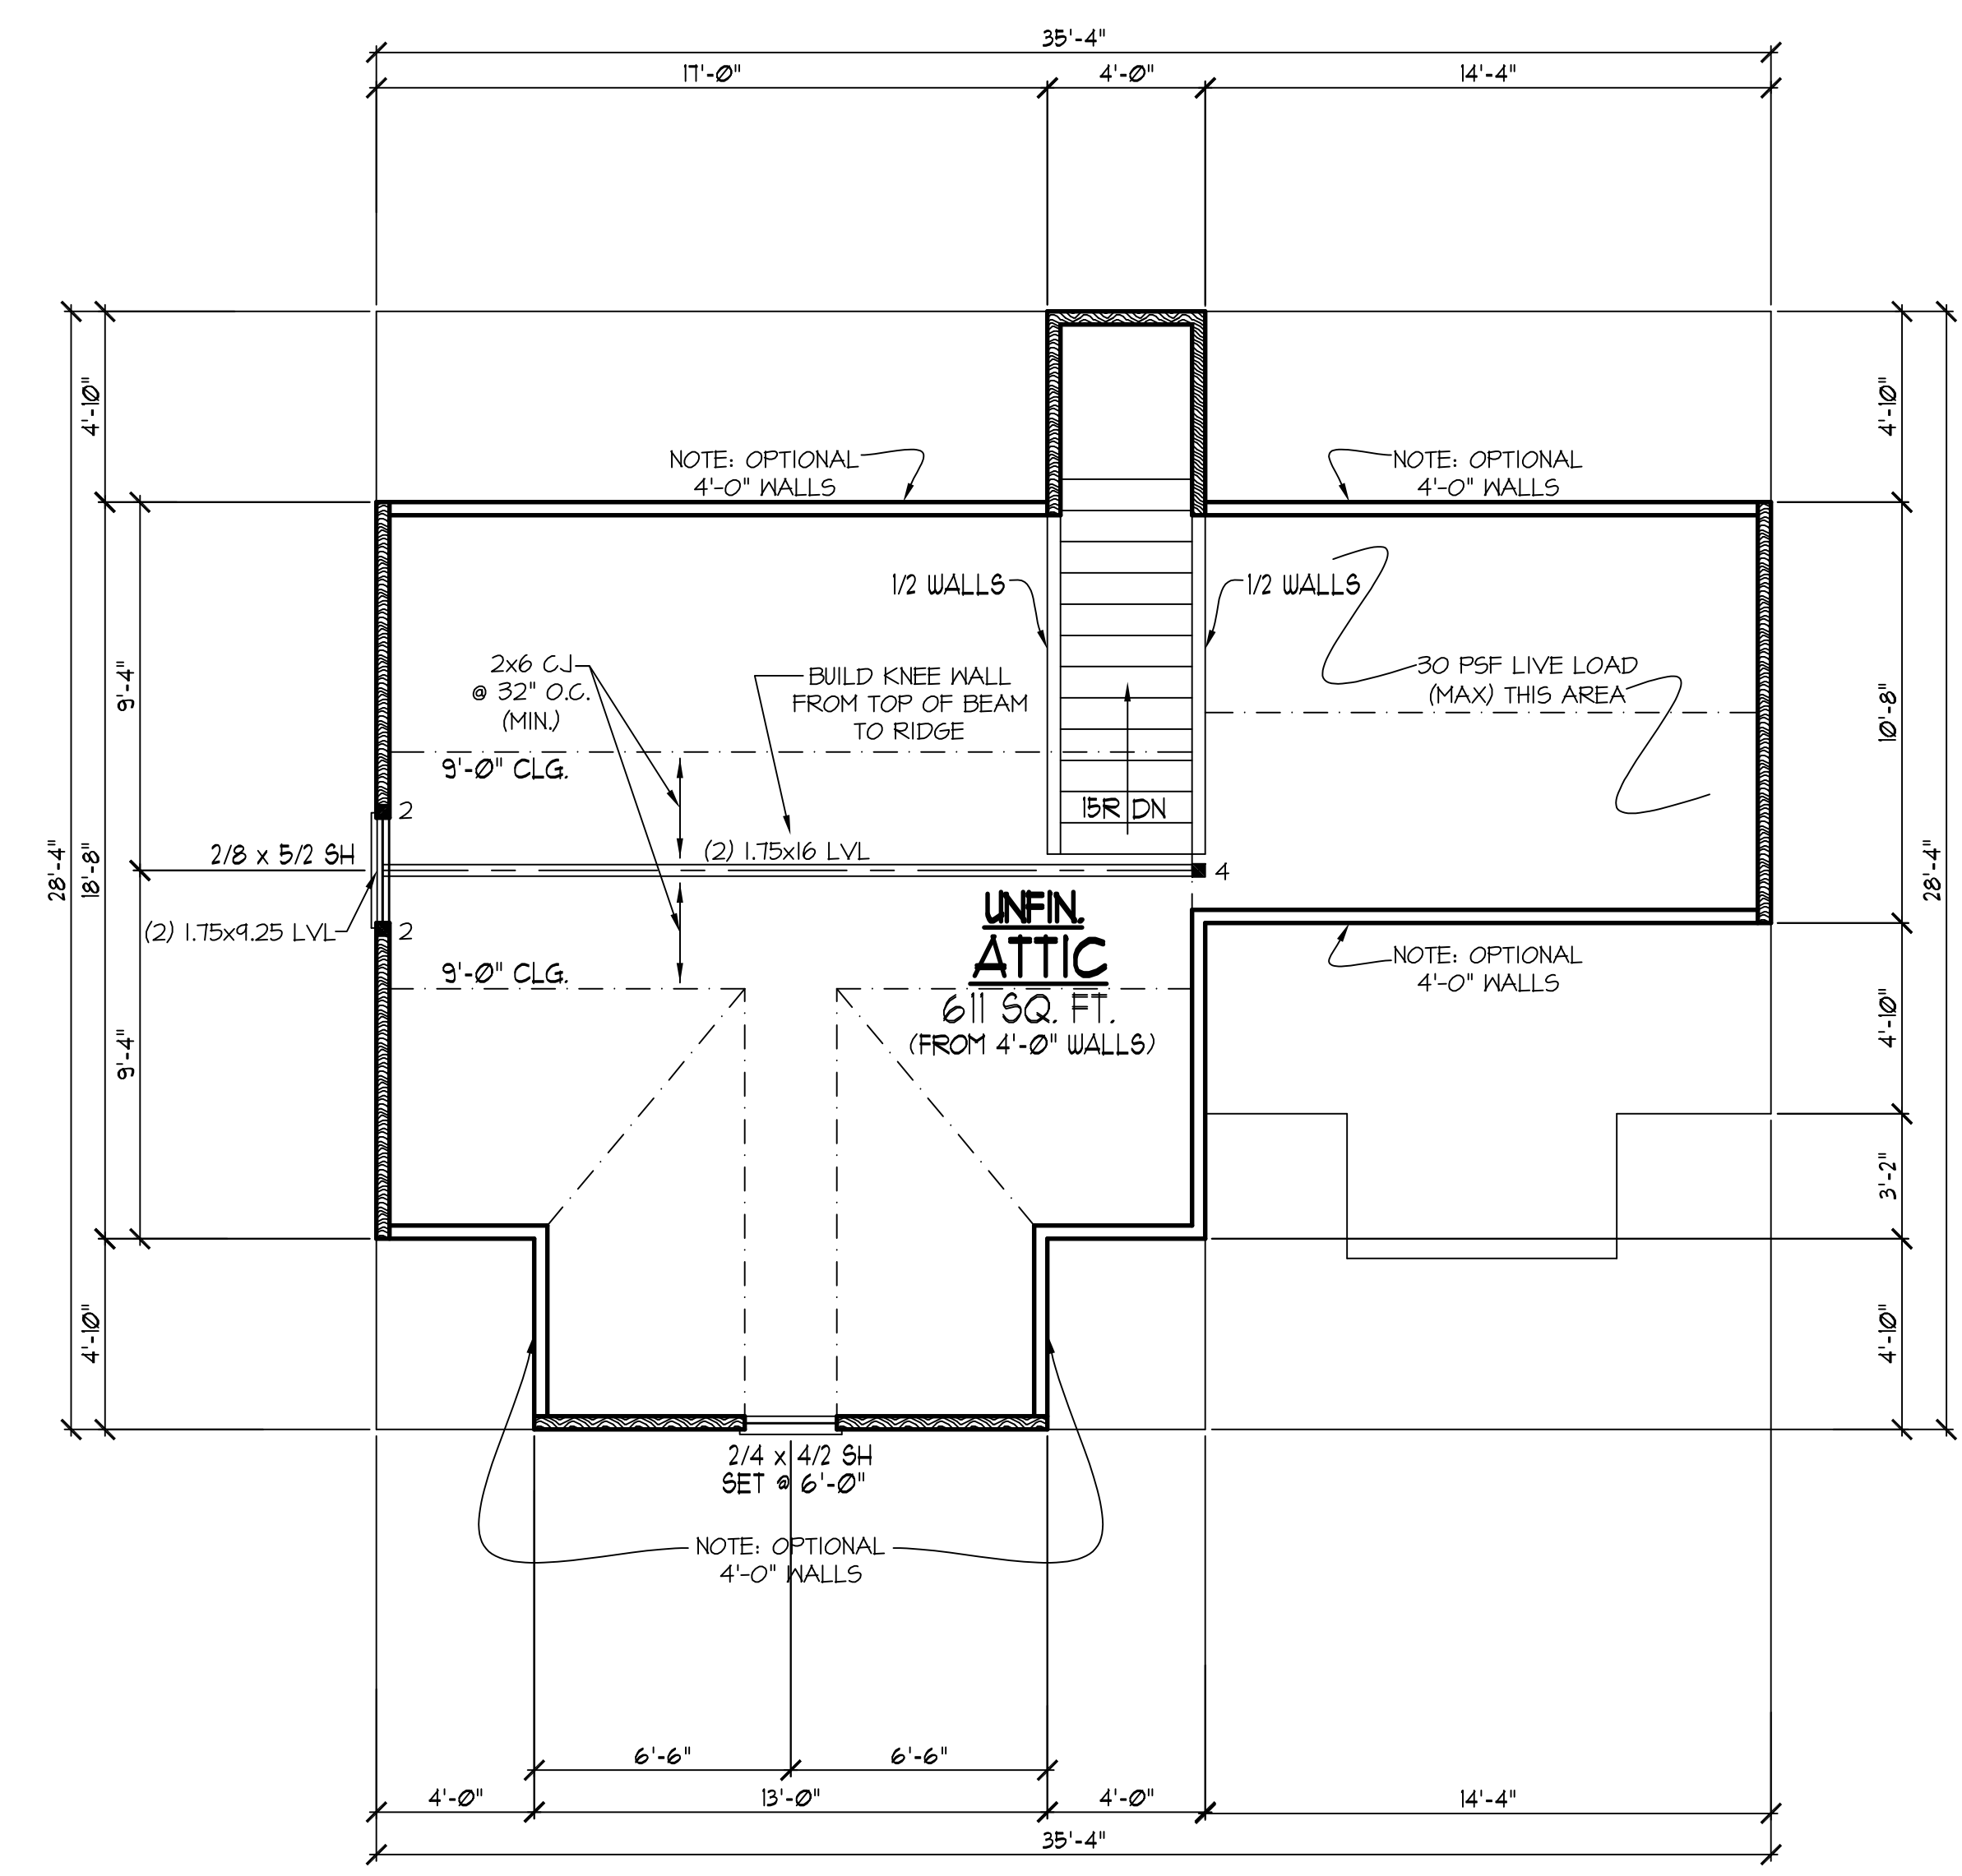 35'-4"
17'-0"
4'-0"
14'-4"
4'-10"
4'-10"
NOTE: OPTIONAL
4'-0" WALLS
NOTE: OPTIONAL
4'-0" WALLS
1/2 WALLS
1/2 WALLS
2x6 CJ
@ 32" O.C.
(MIN.)
BUILD KNEE WALL
FROM TOP OF BEAM
TO RIDGE
30 PSF LIVE LOAD
(MAX) THIS AREA
9'-4"
10'-8"
9'-0" CLG.
15R DN
2
2/8 x 5/2 SH
(2) 1.75x16 LVL
4
28'-4"
18'-8"
28'-4"
(2) 1.75x9.25 LVL
2
UNFIN.
ATTIC
611 SQ. FT.
(FROM 4'-0" WALLS)
NOTE: OPTIONAL
4'-0" WALLS
9'-0" CLG.
9'-4"
4'-10"
3'-2"
4'-10"
4'-10"
2/4 x 4/2 SH
SET @ 6'-0"
NOTE: OPTIONAL
4'-0" WALLS
6'-6"
6'-6"
4'-0"
13'-0"
4'-0"
14'-4"
35'-4"